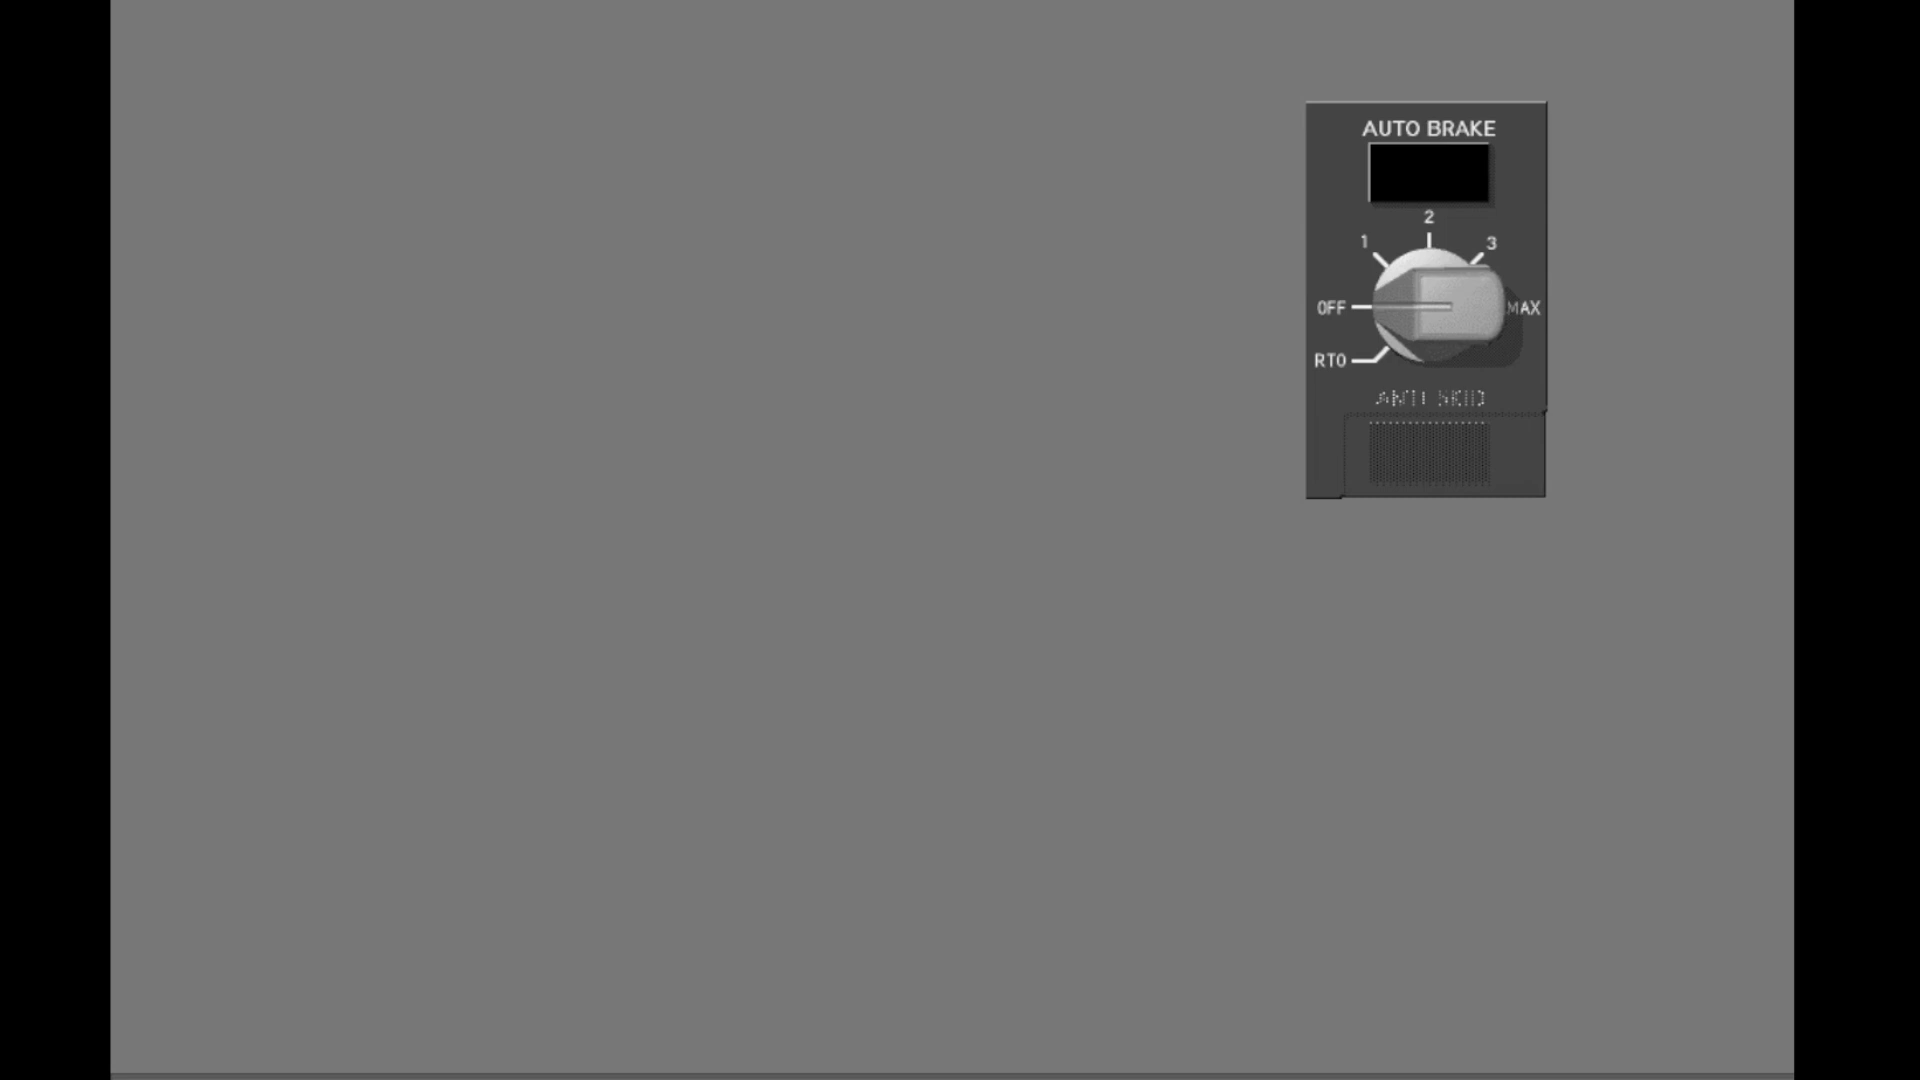 AUTO BRAKE
2
1
3
OFF
MAX
RTO
ANTI SKID